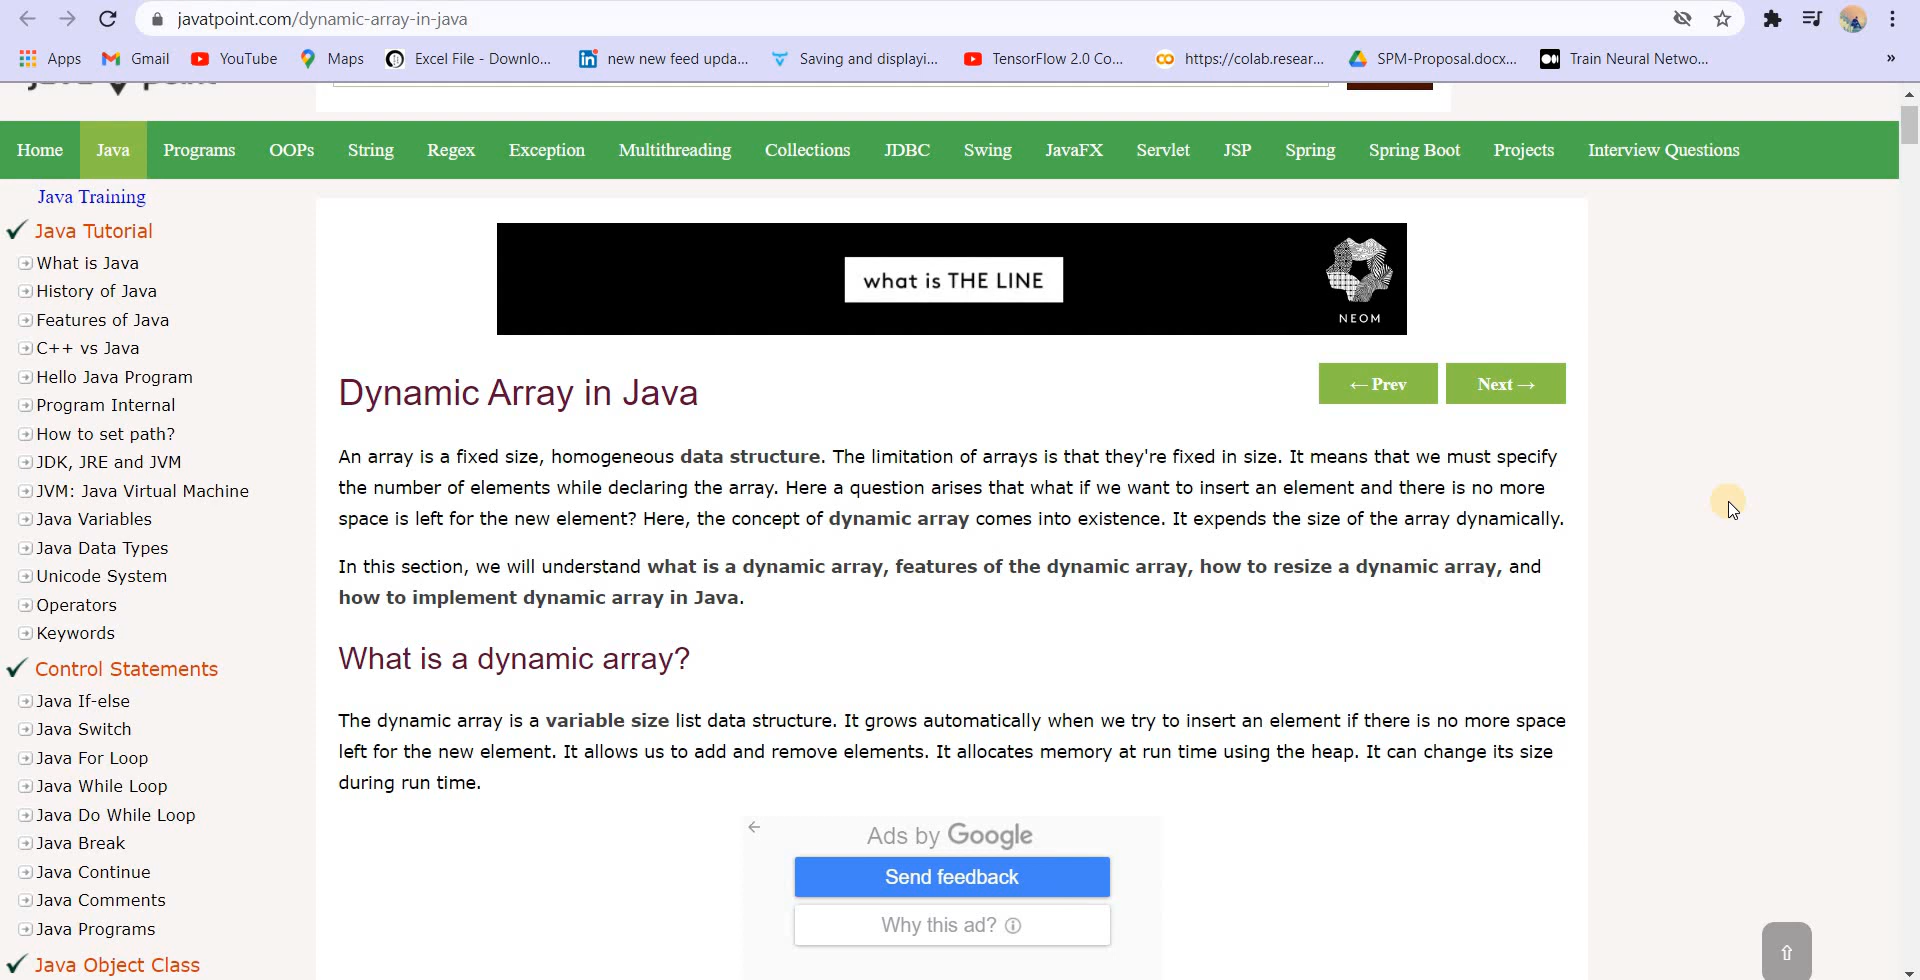 javatpoint.com/dynamic-array-in-java
Apps Gmail YouTube Maps Excel File - Downlo... new new feed upda... Saving and displayi... TensorFlow 2.0 Co... https://colab.resear... SPM-Proposal.docx... Train Neural Netwo... »
Home Java Programs OOPs String Regex Exception Multithreading Collections JDBC Swing JavaFX Servlet JSP Spring Spring Boot Projects Interview Questions
Java Training
Java Tutorial
What is Java
History of Java
Features of Java
C++ vs Java
Hello Java Program
Program Internal
How to set path?
JDK, JRE and JVM
JVM: Java Virtual Machine
Java Variables
Java Data Types
Unicode System
Operators
Keywords
Control Statements
Java If-else
Java Switch
Java For Loop
Java While Loop
Java Do While Loop
Java Break
Java Continue
Java Comments
Java Programs
Java Object Class
what is THE LINE
NEOM
Dynamic Array in Java
← Prev Next →
An array is a fixed size, homogeneous data structure. The limitation of arrays is that they're fixed in size. It means that we must specify
the number of elements while declaring the array. Here a question arises that what if we want to insert an element and there is no more
space is left for the new element? Here, the concept of dynamic array comes into existence. It expends the size of the array dynamically.
In this section, we will understand what is a dynamic array, features of the dynamic array, how to resize a dynamic array, and
how to implement dynamic array in Java.
What is a dynamic array?
The dynamic array is a variable size list data structure. It grows automatically when we try to insert an element if there is no more space
left for the new element. It allows us to add and remove elements. It allocates memory at run time using the heap. It can change its size
during run time.
Ads by Google
Send feedback
Why this ad?